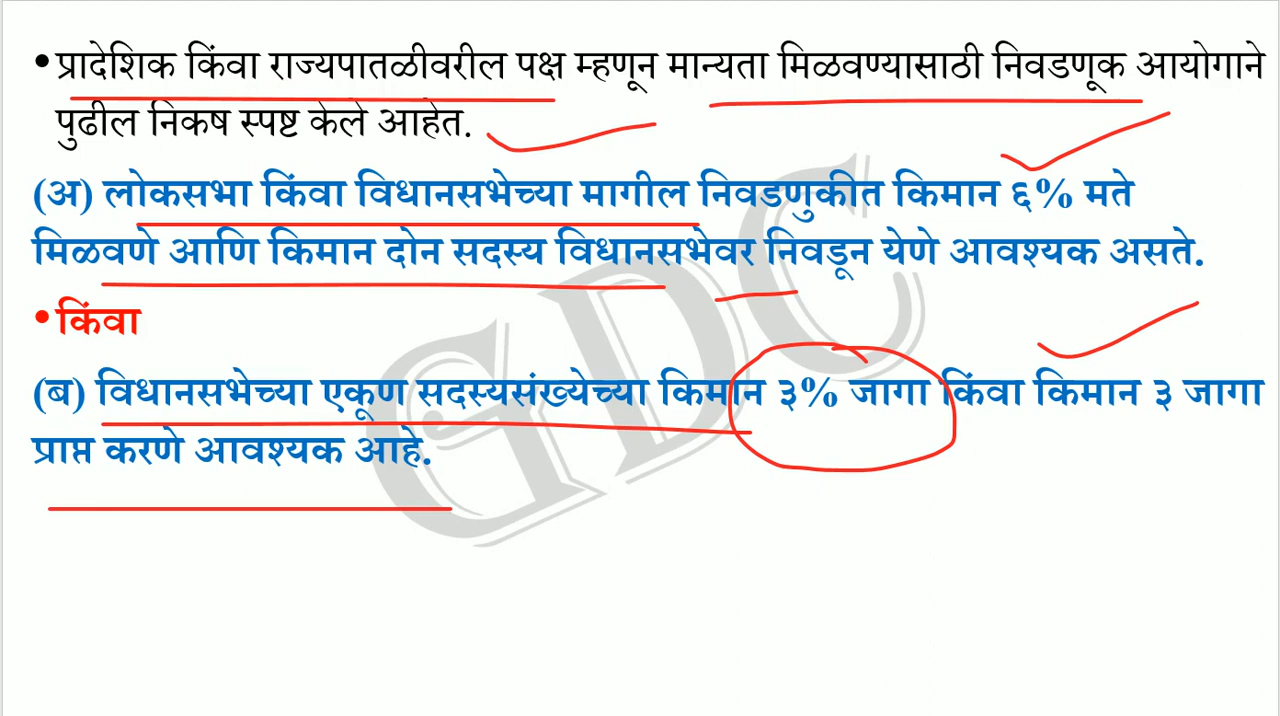 • प्रादेशिक किंवा राज्यपातळीवरील पक्ष म्हणून मान्यता मिळवण्यासाठी निवडणूक आयोगाने
पुढील निकष स्पष्ट केले आहेत.
(अ) लोकसभा किंवा विधानसभेच्या मागील निवडणुकीत किमान ६% मते
मिळवणे आणि किमान दोन सदस्य विधानसभेवर निवडून येणे आवश्यक असते.
• किंवा
(ब) विधानसभेच्या एकूण सदस्यसंख्येच्या किमान ३% जागा किंवा किमान ३ जागा
प्राप्त करणे आवश्यक आहे.
GDC